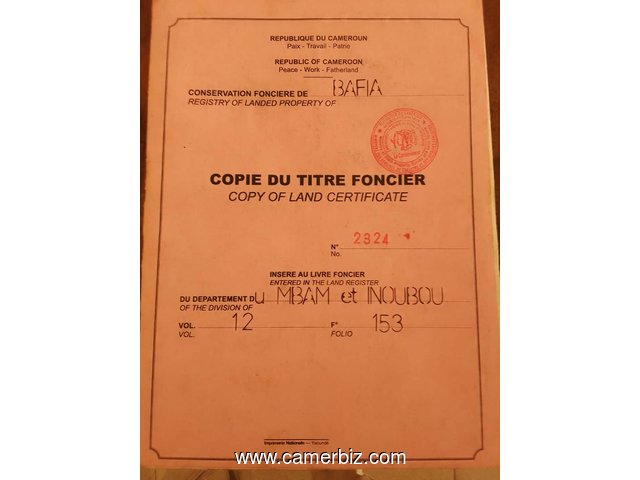 REPUBLIQUE DU CAMEROUN
Paix - Travail - Patrie
REPUBLIC OF CAMEROON
Peace - Work - Fatherland
CONSERVATION FONCIERE DE BAFIA
REGISTRY OF LANDED PROPERTY OF
COPIE DU TITRE FONCIER
COPY OF LAND CERTIFICATE
N° 2324
No.
INSERE AU LIVRE FONCIER
ENTERED IN THE LAND REGISTER
DU DEPARTEMENT DU MBAM et INOUBOU
OF THE DIVISION OF
VOL. 12 F° 153
VOL. FOLIO
Imprimerie Nationale — Yaoundé
www.camerbiz.com